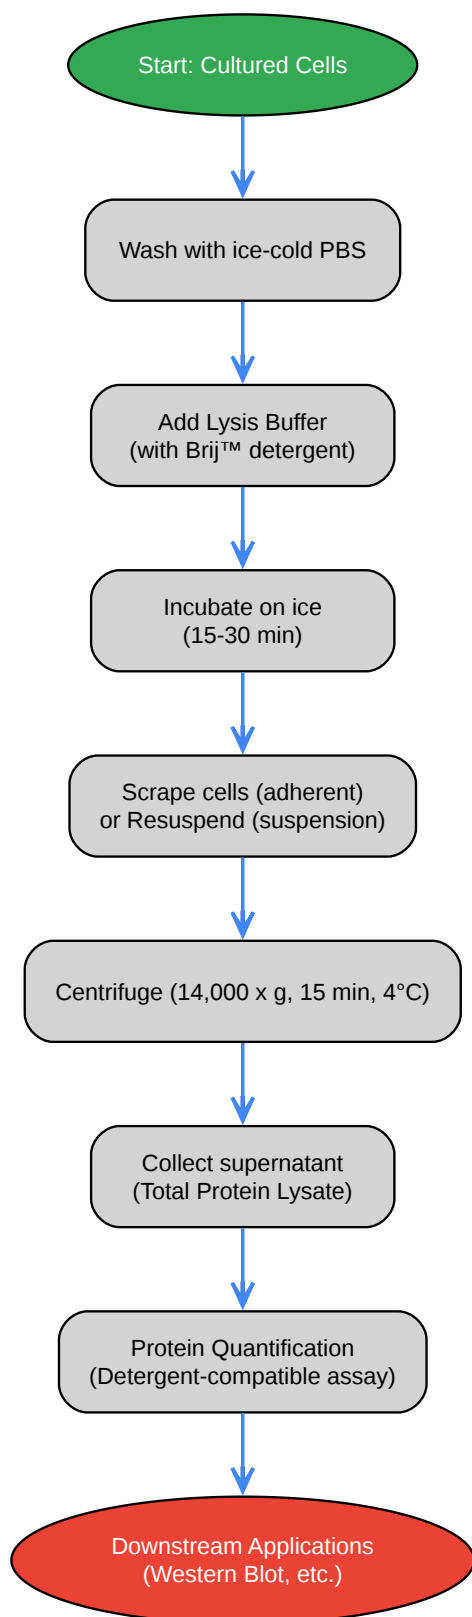 Start: Cultured Cells
Wash with ice-cold PBS
Add Lysis Buffer
(with Brij™ detergent)
Incubate on ice
(15-30 min)
Scrape cells (adherent)
or Resuspend (suspension)
Centrifuge (14,000 x g, 15 min, 4°C)
Collect supernatant
(Total Protein Lysate)
Protein Quantification
(Detergent-compatible assay)
Downstream Applications
(Western Blot, etc.)